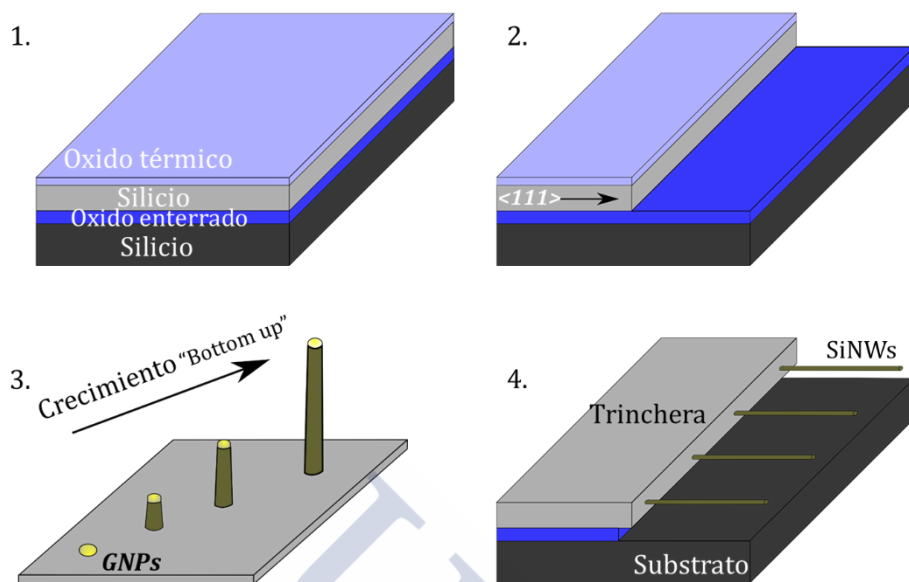 1.
Oxido térmico
Silicio
Oxido enterrado
Silicio
2.
<111>
3.
Crecimiento "Bottom up"
GNPs
4.
SiNWs
Trinchera
Substrato